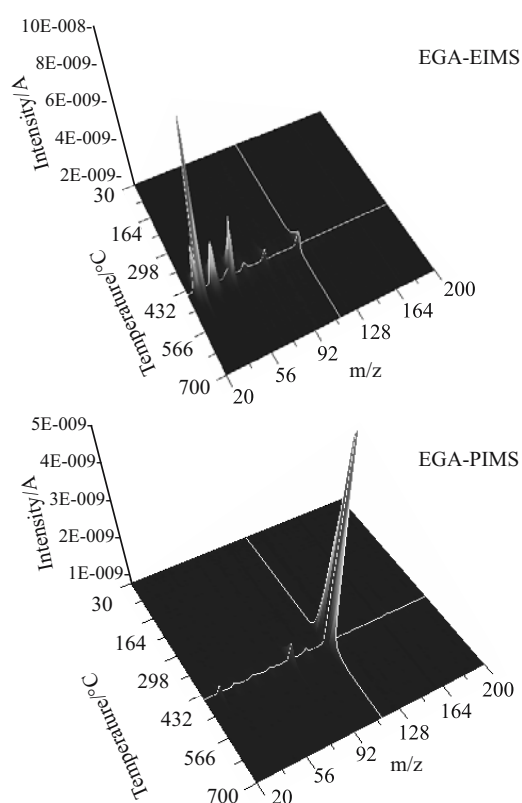 10E-008-
EGA-EIMS
8E-009-
6E-009-
4E-009-
2E-009-
Intensity/A
30
164
298
432
566
700
Temperature/°C
20
56
92
128
164
200
m/z
5E-009-
EGA-PIMS
4E-009-
3E-009-
2E-009-
1E-009-
Intensity/A
30
164
298
432
566
700
Temperature/°C
20
56
92
128
164
200
m/z